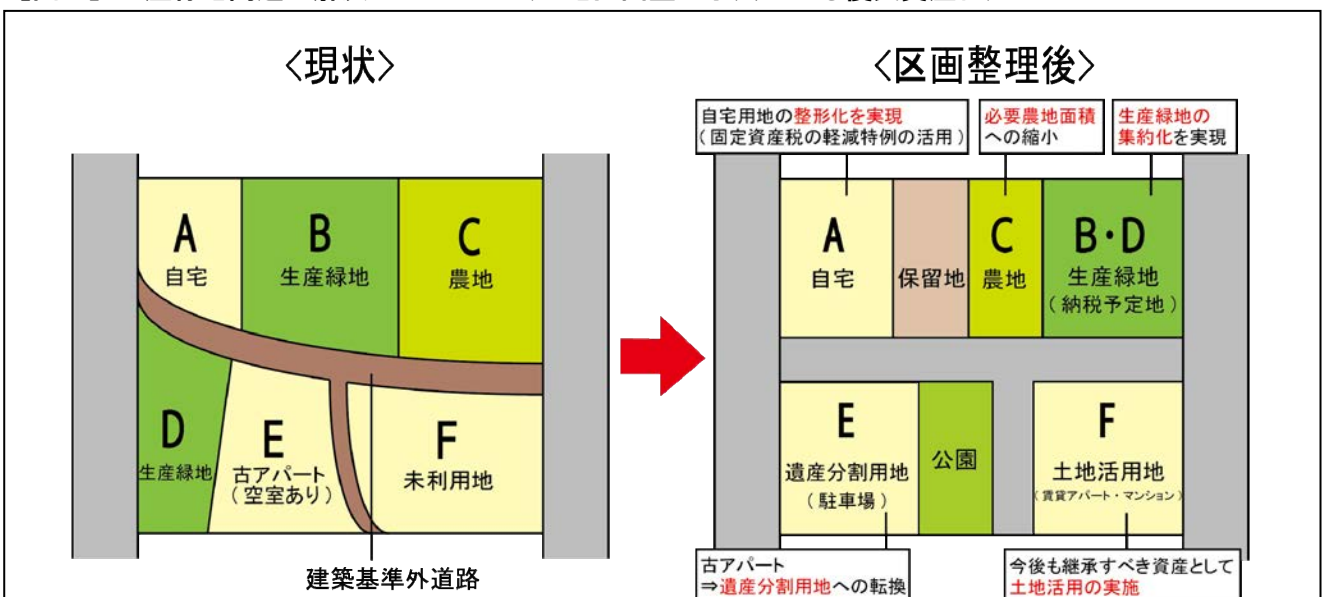 〈現状〉
A
自宅
B
生産緑地
C
農地
D
生産緑地
E
古アパート
(空室あり)
F
未利用地
建築基準外道路
〈区画整理後〉
自宅用地の整形化を実現
(固定資産税の軽減特例の活用)
必要農地面積
への縮小
生産緑地の
集約化を実現
A
自宅
保留地
C
農地
B・D
生産緑地
(納税予定地)
E
遺産分割用地
(駐車場)
公園
F
土地活用地
(賃貸アパート・マンション)
古アパート
⇒遺産分割用地への転換
今後も継承すべき資産として
土地活用の実施